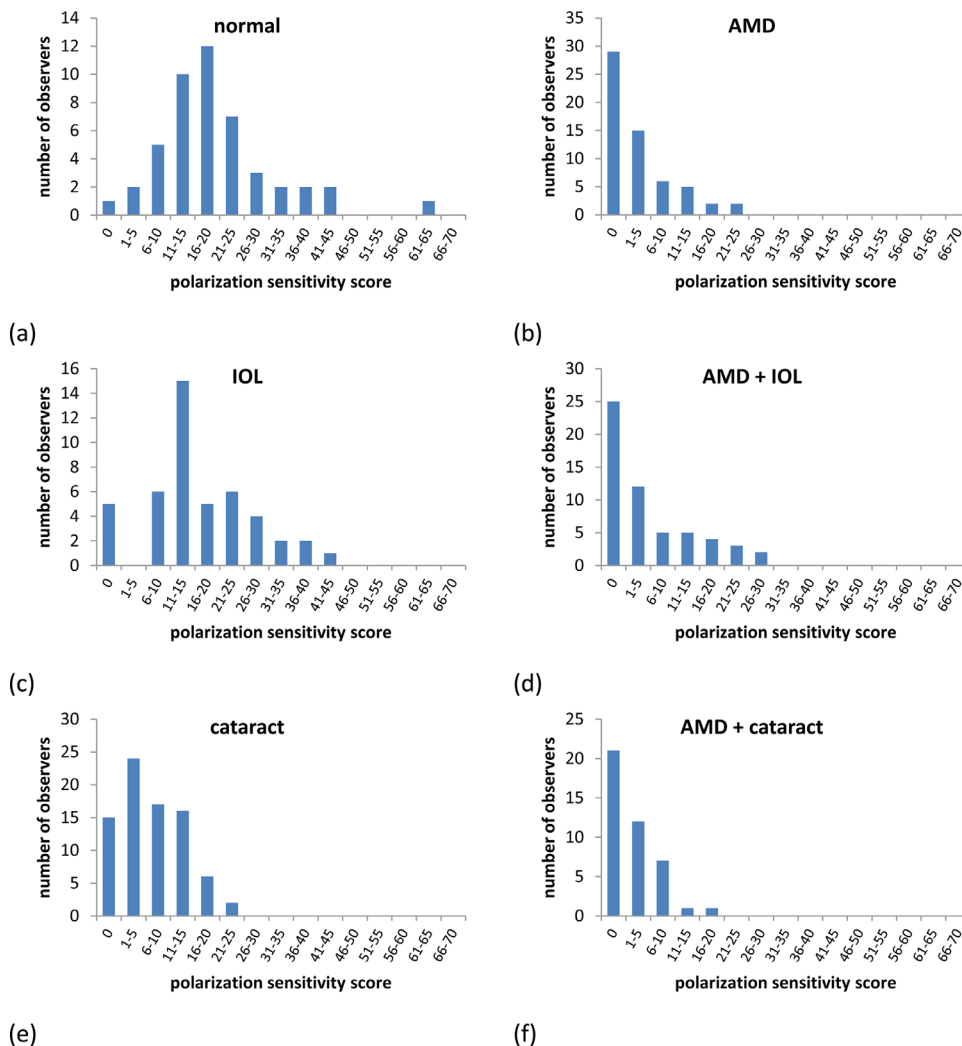 normal
number of observers
14
12
10
8
6
4
2
0
0 1-5 6-10 11-15 16-20 21-25 26-30 31-35 36-40 41-45 46-50 51-55 56-60 61-65 66-70
polarization sensitivity score
(a)
AMD
number of observers
35
30
25
20
15
10
5
0
0 1-5 6-10 11-15 16-20 21-25 26-30 31-35 36-40 41-45 46-50 51-55 56-60 61-65 66-70
polarization sensitivity score
(b)
IOL
number of observers
16
14
12
10
8
6
4
2
0
0 1-5 6-10 11-15 16-20 21-25 26-30 31-35 36-40 41-45 46-50 51-55 56-60 61-65 66-70
polarization sensitivity score
(c)
AMD + IOL
number of observers
30
25
20
15
10
5
0
0 1-5 6-10 11-15 16-20 21-25 26-30 31-35 36-40 41-45 46-50 51-55 56-60 61-65 66-70
polarization sensitivity score
(d)
cataract
number of observers
30
25
20
15
10
5
0
0 1-5 6-10 11-15 16-20 21-25 26-30 31-35 36-40 41-45 46-50 51-55 56-60 61-65 66-70
polarization sensitivity score
(e)
AMD + cataract
number of observers
25
20
15
10
5
0
0 1-5 6-10 11-15 16-20 21-25 26-30 31-35 36-40 41-45 46-50 51-55 56-60 61-65 66-70
polarization sensitivity score
(f)